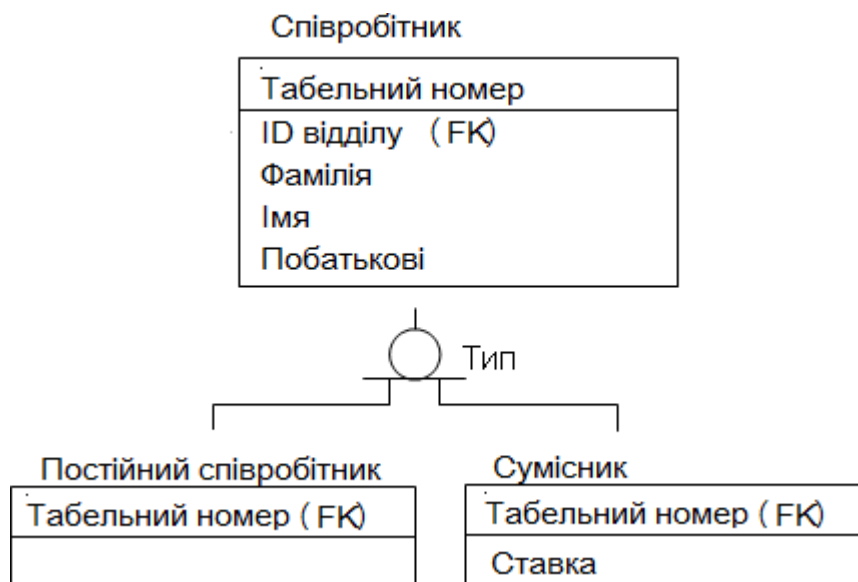 Співробітник
Табельний номер
ID відділу (FK)
Фамілія
Імя
Побатькові
Тип
Постійний співробітник
Табельний номер (FK)
Сумісник
Табельний номер (FK)
Ставка